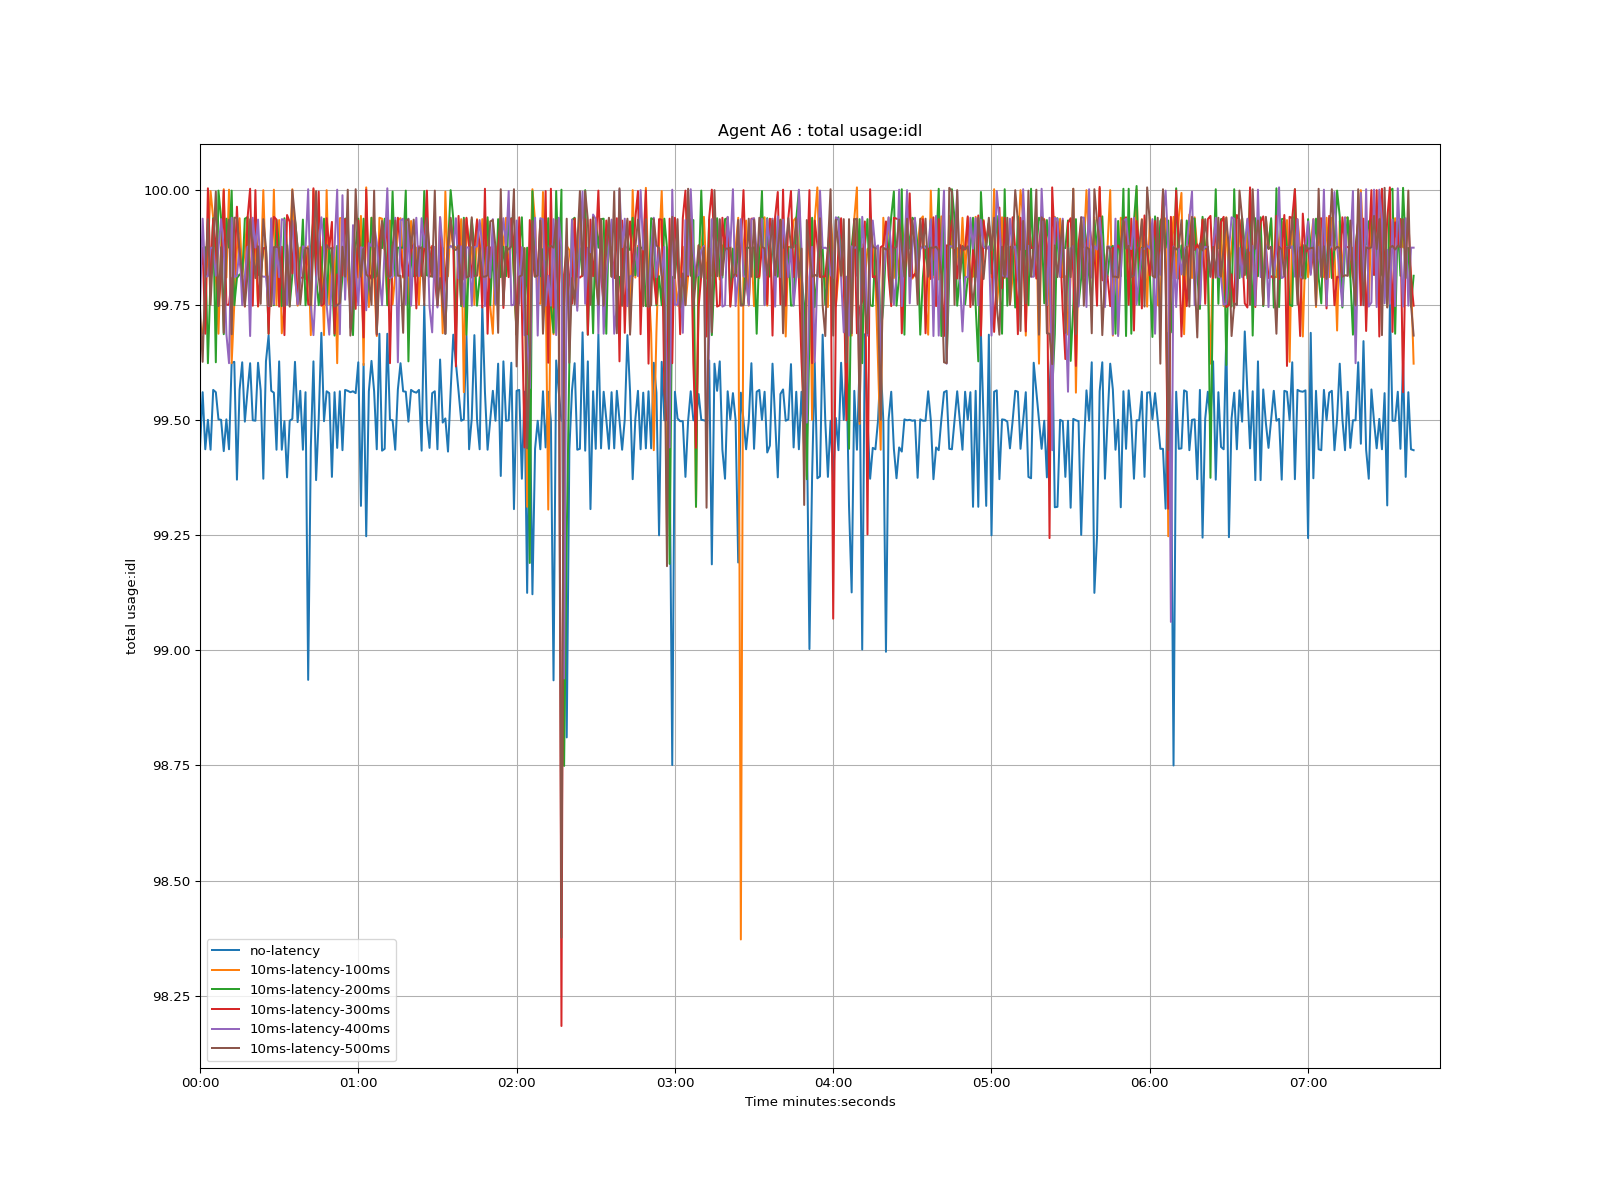 Agent A6 : total usage:idl
100.00
99.75
99.50
99.25
99.00
98.75
98.50
98.25
total usage:idl
no-latency
10ms-latency-100ms
10ms-latency-200ms
10ms-latency-300ms
10ms-latency-400ms
10ms-latency-500ms
00:00 01:00 02:00 03:00 04:00 05:00 06:00 07:00
Time minutes:seconds